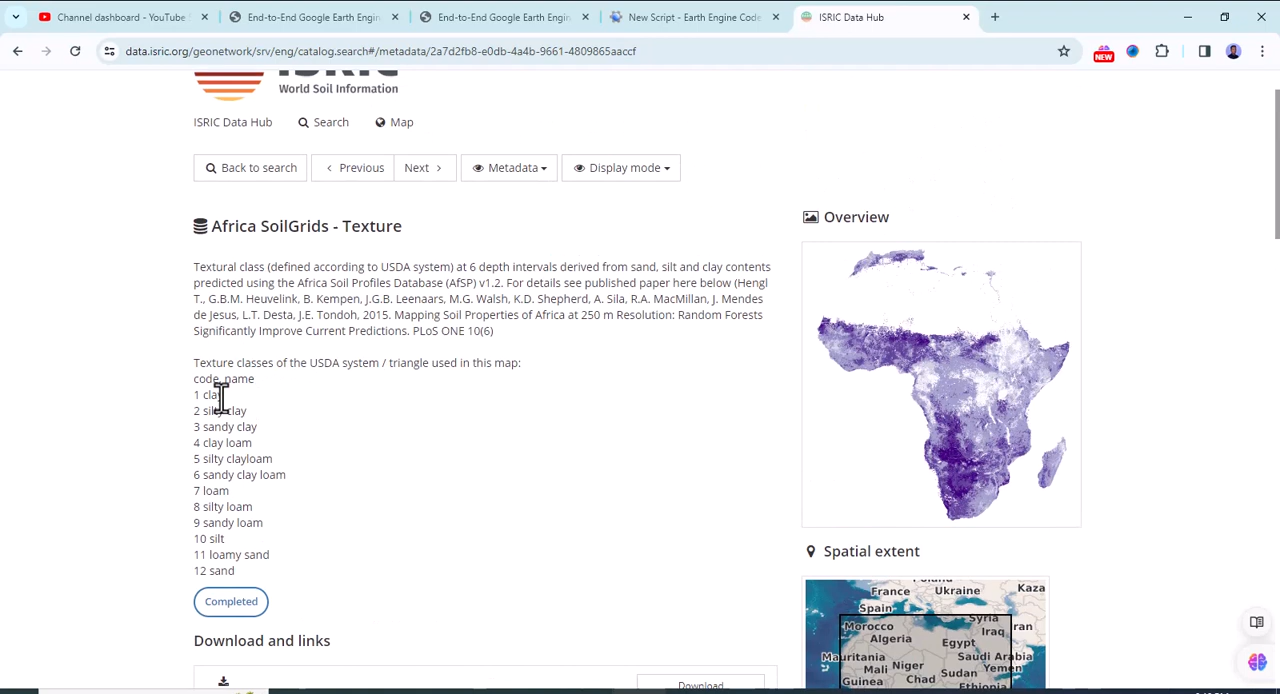 Channel dashboard - YouTube
End-to-End Google Earth Engin
End-to-End Google Earth Engin
New Script - Earth Engine Code
ISRIC Data Hub
data.isric.org/geonetwork/srv/eng/catalog.search#/metadata/2a7d2fb8-e0db-4a4b-9661-4809865aaccf
NEW
ISRIC
World Soil Information
ISRIC Data Hub
Search
Map
Back to search
Previous
Next
Metadata
Display mode
Africa SoilGrids - Texture
Overview
Textural class (defined according to USDA system) at 6 depth intervals derived from sand, silt and clay contents
predicted using the Africa Soil Profiles Database (AfSP) v1.2. For details see published paper here below (Hengl
T., G.B.M. Heuvelink, B. Kempen, J.G.B. Leenaars, M.G. Walsh, K.D. Shepherd, A. Sila, R.A. MacMillan, J. Mendes
de Jesus, L.T. Desta, J.E. Tondoh, 2015. Mapping Soil Properties of Africa at 250 m Resolution: Random Forests
Significantly Improve Current Predictions. PLoS ONE 10(6)
Texture classes of the USDA system / triangle used in this map:
code, name
1 clay
2 silty clay
3 sandy clay
4 clay loam
5 silty clayloam
6 sandy clay loam
7 loam
8 silty loam
9 sandy loam
10 silt
11 loamy sand
12 sand
Completed
Spatial extent
France
Ukraine
Kaza
Spain
Morocco
Syria
Iraq
Iran
Algeria
Egypt
Mauritania
Saudi Arabia
Mali
Niger
Yemen
Guinea
Chad
Sudan
Ethiopia
Download and links
Download